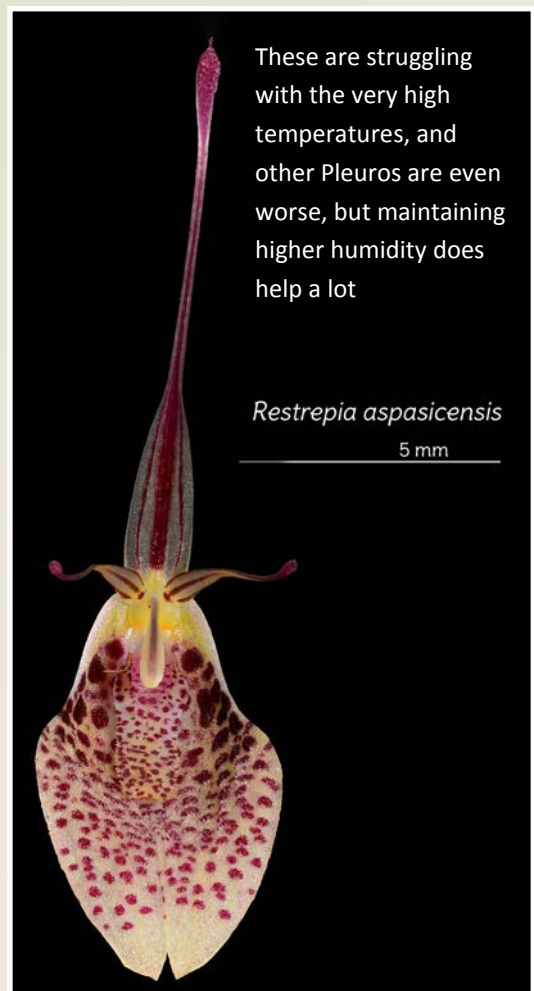 These are struggling
with the very high
temperatures, and
other Pleuros are even
worse, but maintaining
higher humidity does
help a lot
Restrepia aspasicensis
5 mm